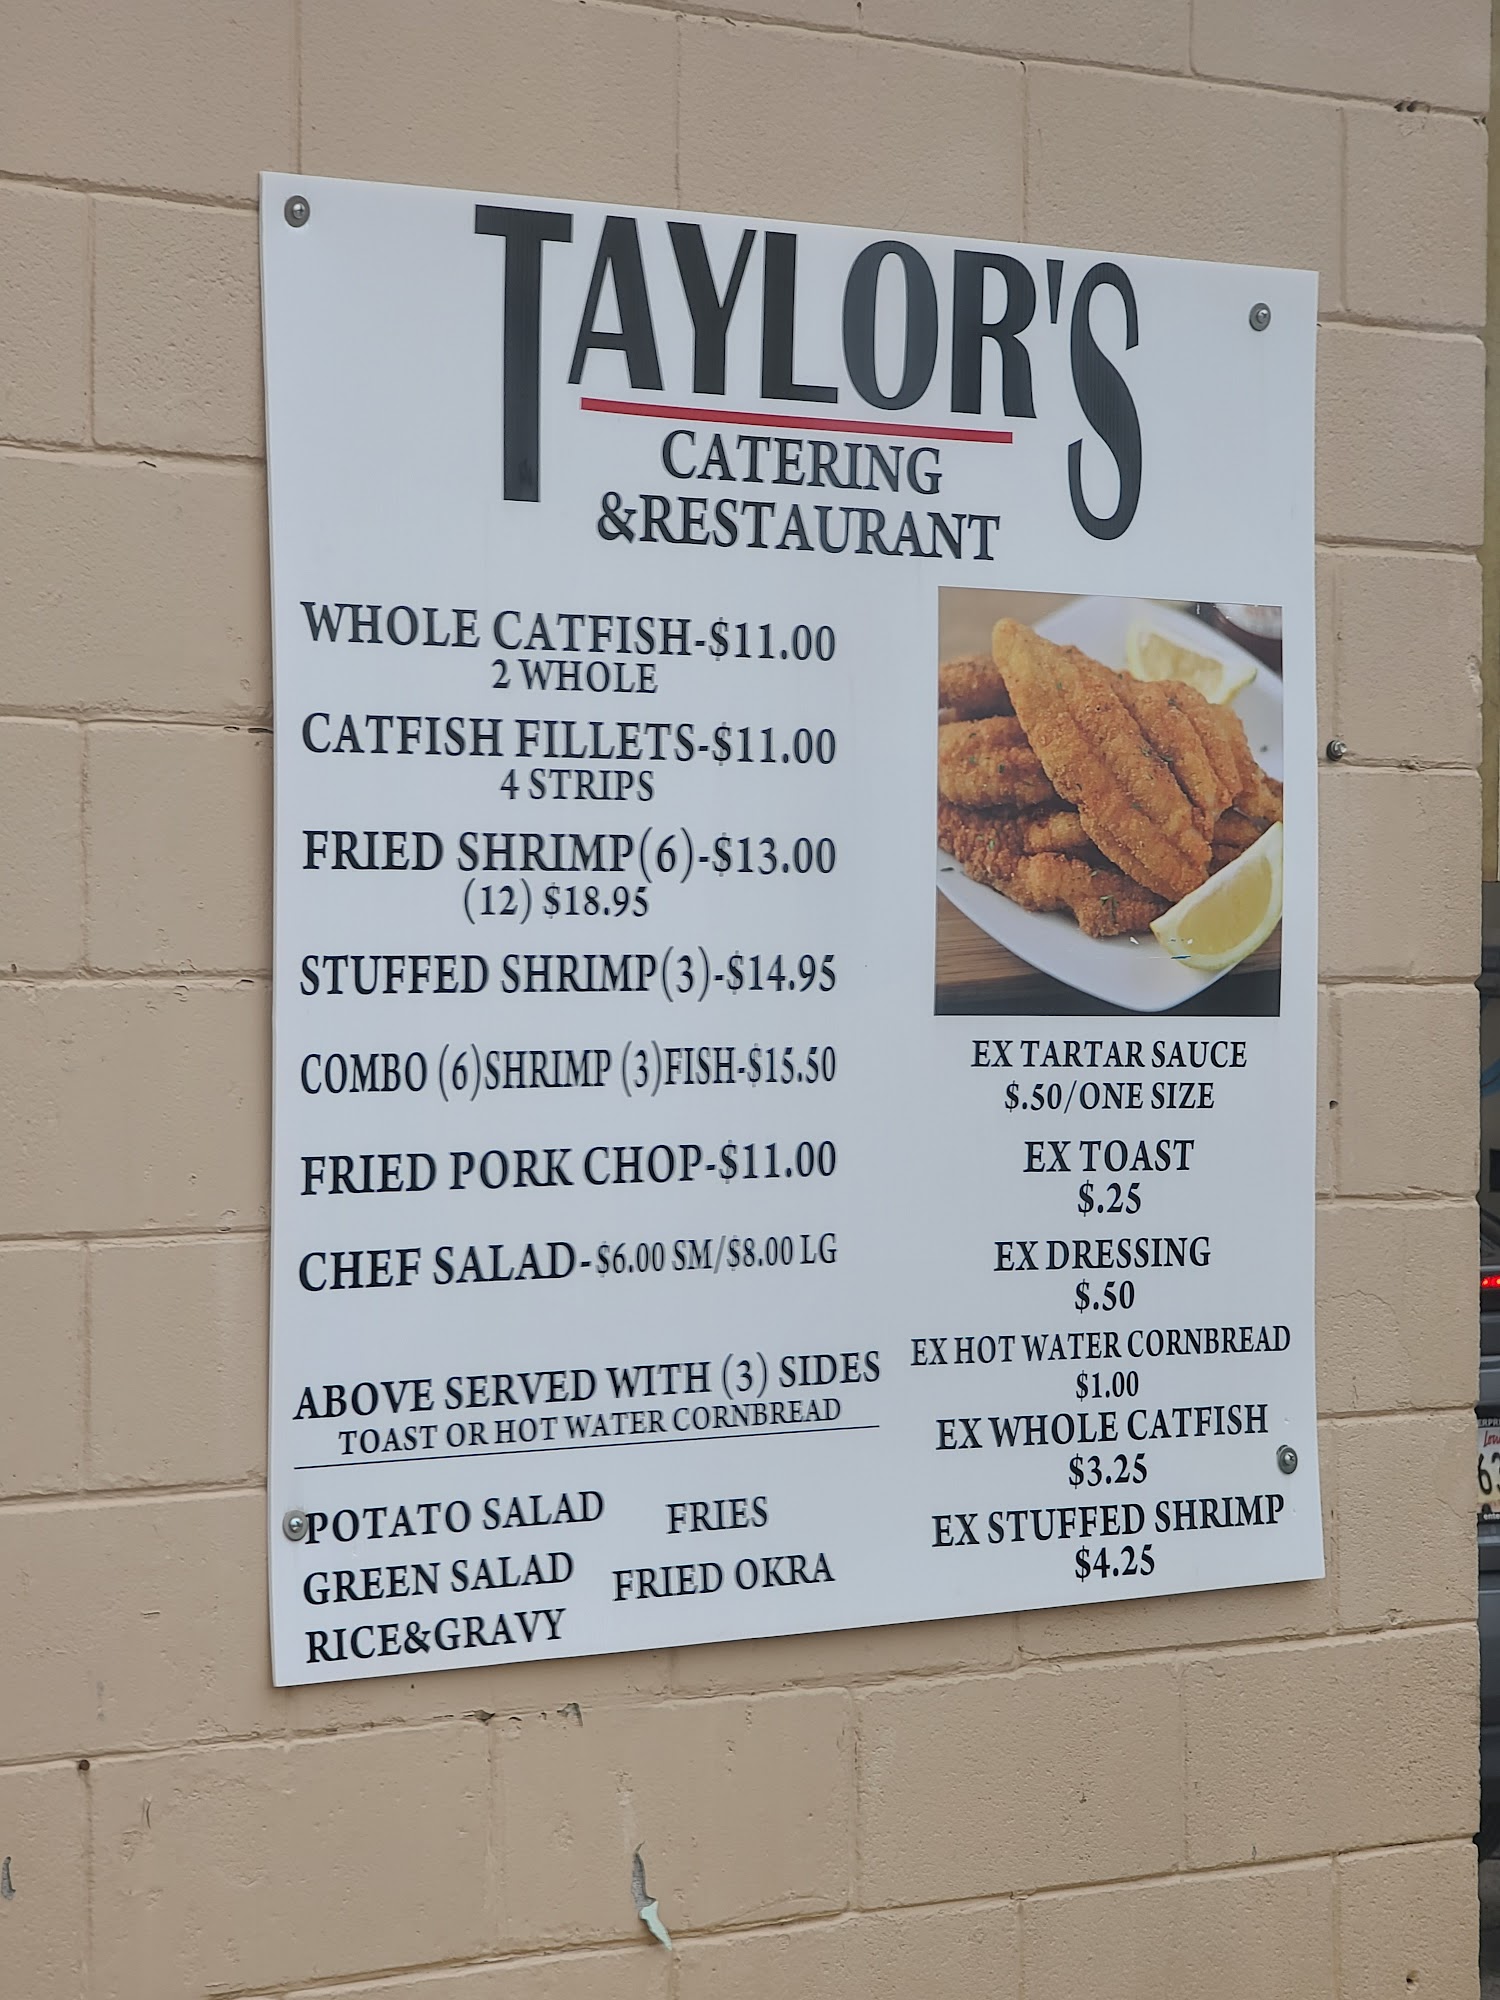 TAYLOR'S
CATERING
&RESTAURANT
WHOLE CATFISH-$11.00
2 WHOLE
CATFISH FILLETS-$11.00
4 STRIPS
FRIED SHRIMP(6)-$13.00
(12) $18.95
STUFFED SHRIMP(3)-$14.95
COMBO (6)SHRIMP (3)FISH-$15.50
FRIED PORK CHOP-$11.00
CHEF SALAD-$6.00 SM/$8.00 LG
ABOVE SERVED WITH (3) SIDES
TOAST OR HOT WATER CORNBREAD
POTATO SALAD
GREEN SALAD
RICE&GRAVY
FRIES
FRIED OKRA
EX TARTAR SAUCE
$.50/ONE SIZE
EX TOAST
$.25
EX DRESSING
$.50
EX HOT WATER CORNBREAD
$1.00
EX WHOLE CATFISH
$3.25
EX STUFFED SHRIMP
$4.25